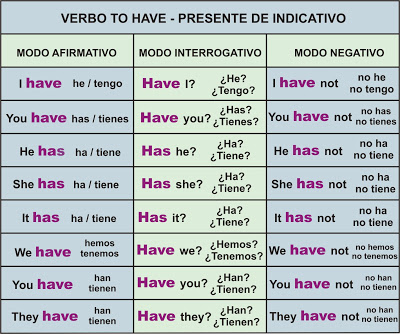 VERBO TO HAVE - PRESENTE DE INDICATIVO
MODO AFIRMATIVO MODO INTERROGATIVO MODO NEGATIVO
I have he / tengo Have I? ¿He? ¿Tengo? I have not no he no tengo
You have has / tienes Have you? ¿Has? ¿Tienes? You have not no has no tienes
He has ha / tiene Has he? ¿Ha? ¿Tiene? He has not no ha no tiene
She has ha / tiene Has she? ¿Ha? ¿Tiene? She has not no ha no tiene
It has ha / tiene Has it? ¿Ha? ¿Tiene? It has not no ha no tiene
We have hemos tenemos Have we? ¿Hemos? ¿Tenemos? We have not no hemos no tenemos
You have han tienen Have you? ¿Han? ¿Tienen? You have not no han no tienen
They have han tienen Have they? ¿Han? ¿Tienen? They have not no han no tienen